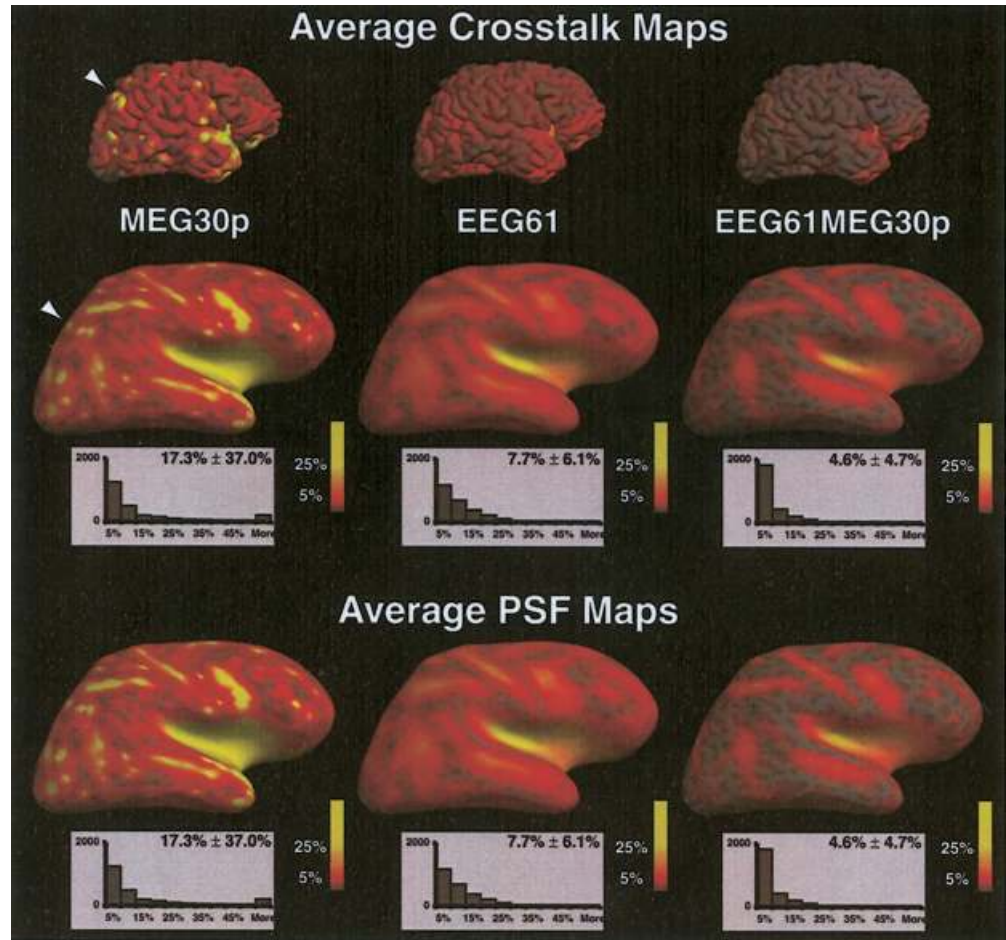 Average Crosstalk Maps
MEG30p EEG61 EEG61MEG30p
2000 17.3% ± 37.0% 25% 5% 0 5% 15% 25% 35% 45% More
2000 7.7% ± 6.1% 25% 5% 0 5% 15% 25% 35% 45% More
2000 4.6% ± 4.7% 25% 5% 0 5% 15% 25% 35% 45% More
Average PSF Maps
2000 17.3% ± 37.0% 25% 5% 0 5% 15% 25% 35% 45% More
2000 7.7% ± 6.1% 25% 5% 0 5% 15% 25% 35% 45% More
2000 4.6% ± 4.7% 25% 5% 0 5% 15% 25% 35% 45% More